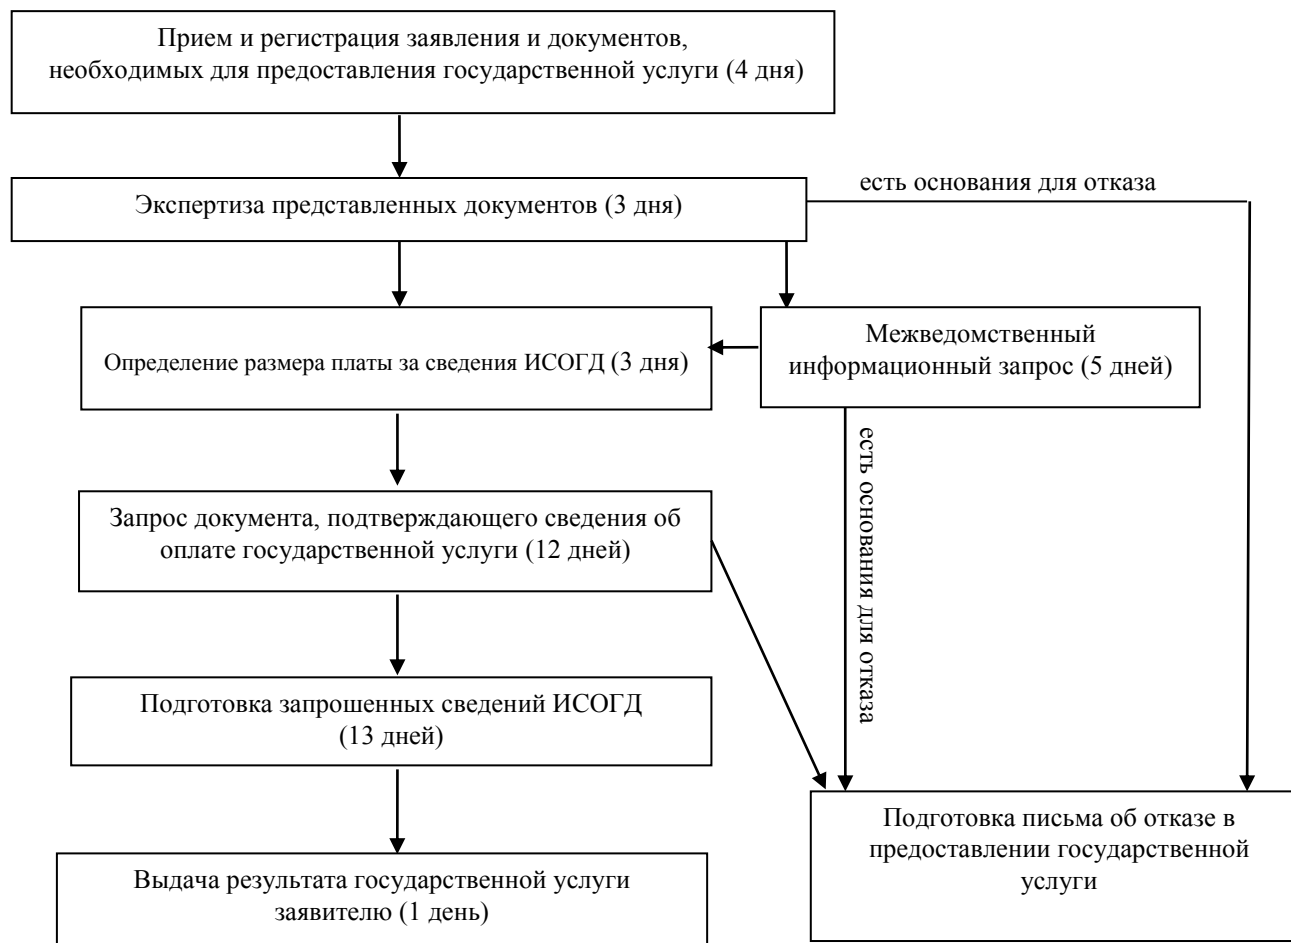 Прием и регистрация заявления и документов,
необходимых для предоставления государственной услуги (4 дня)
есть основания для отказа
Экспертиза представленных документов (3 дня)
Межведомственный
информационный запрос (5 дней)
Определение размера платы за сведения ИСОГД (3 дня)
есть основания для отказа
Запрос документа, подтверждающего сведения об
оплате государственной услуги (12 дней)
Подготовка запрошенных сведений ИСОГД
(13 дней)
Подготовка письма об отказе в
предоставлении государственной
услуги
Выдача результата государственной услуги
заявителю (1 день)